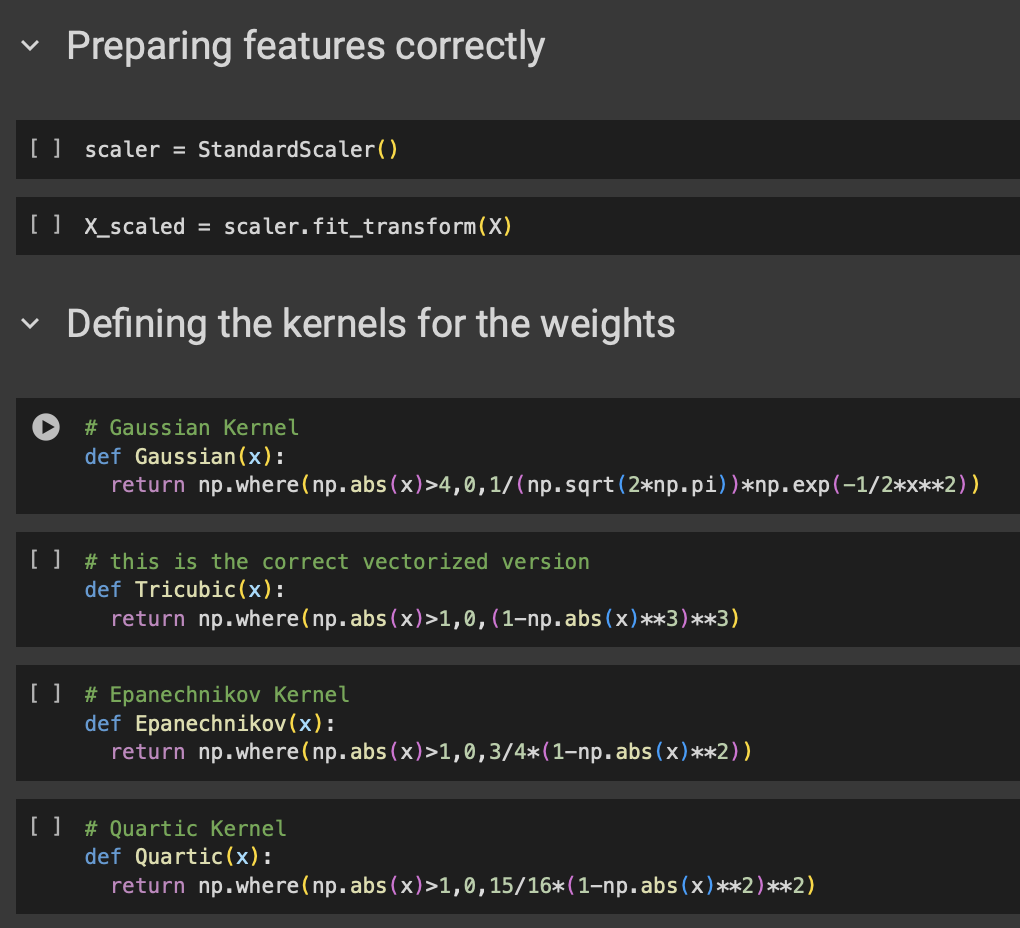 Preparing features correctly
[ ] scaler = StandardScaler()
[ ] X_scaled = scaler.fit_transform(X)
Defining the kernels for the weights
# Gaussian Kernel
def Gaussian(x):
  return np.where(np.abs(x)>4,0,1/(np.sqrt(2*np.pi))*np.exp(-1/2*x**2))
[ ] # this is the correct vectorized version
def Tricubic(x):
  return np.where(np.abs(x)>1,0,(1-np.abs(x)**3)**3)
[ ] # Epanechnikov Kernel
def Epanechnikov(x):
  return np.where(np.abs(x)>1,0,3/4*(1-np.abs(x)**2))
[ ] # Quartic Kernel
def Quartic(x):
  return np.where(np.abs(x)>1,0,15/16*(1-np.abs(x)**2)**2)